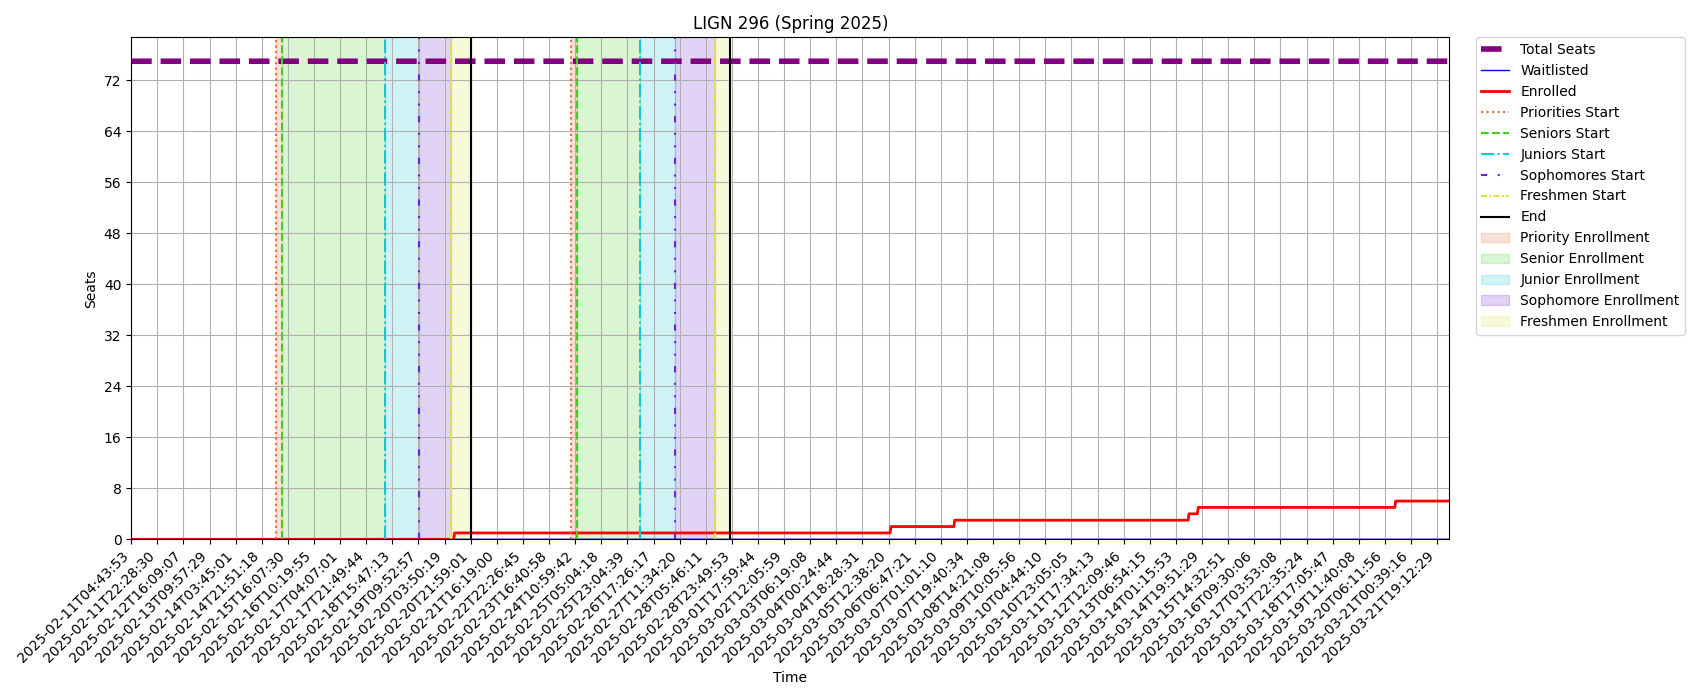 LIGN 296 (Spring 2025)
Total Seats
Waitlisted
Enrolled
Priorities Start
Seniors Start
Juniors Start
Sophomores Start
Freshmen Start
End
Priority Enrollment
Senior Enrollment
Junior Enrollment
Sophomore Enrollment
Freshmen Enrollment
Seats
72
64
56
48
40
32
24
16
8
0
2025-02-11T04:43:53
2025-02-11T22:28:30
2025-02-12T16:09:07
2025-02-13T09:57:29
2025-02-14T03:45:01
2025-02-14T21:51:18
2025-02-15T16:07:30
2025-02-16T10:19:55
2025-02-17T04:07:01
2025-02-17T21:49:44
2025-02-18T15:47:13
2025-02-19T09:52:57
2025-02-20T03:50:19
2025-02-20T21:59:01
2025-02-21T16:19:00
2025-02-22T22:26:45
2025-02-23T16:40:58
2025-02-24T10:59:42
2025-02-25T05:04:18
2025-02-25T23:04:39
2025-02-26T17:26:17
2025-02-27T11:34:20
2025-02-28T05:46:11
2025-02-28T23:49:53
2025-03-01T17:59:44
2025-03-02T12:05:59
2025-03-03T06:19:08
2025-03-04T00:24:44
2025-03-04T18:28:31
2025-03-05T12:38:20
2025-03-06T06:47:21
2025-03-07T01:01:10
2025-03-07T19:40:34
2025-03-08T14:21:08
2025-03-09T10:05:56
2025-03-10T04:44:10
2025-03-10T23:05:05
2025-03-11T17:34:13
2025-03-12T12:09:46
2025-03-13T06:54:15
2025-03-14T01:15:53
2025-03-14T19:51:29
2025-03-15T14:32:51
2025-03-16T09:30:06
2025-03-17T03:53:08
2025-03-17T22:35:24
2025-03-18T17:05:47
2025-03-19T11:40:08
2025-03-20T06:11:56
2025-03-21T00:39:16
2025-03-21T19:12:29
Time